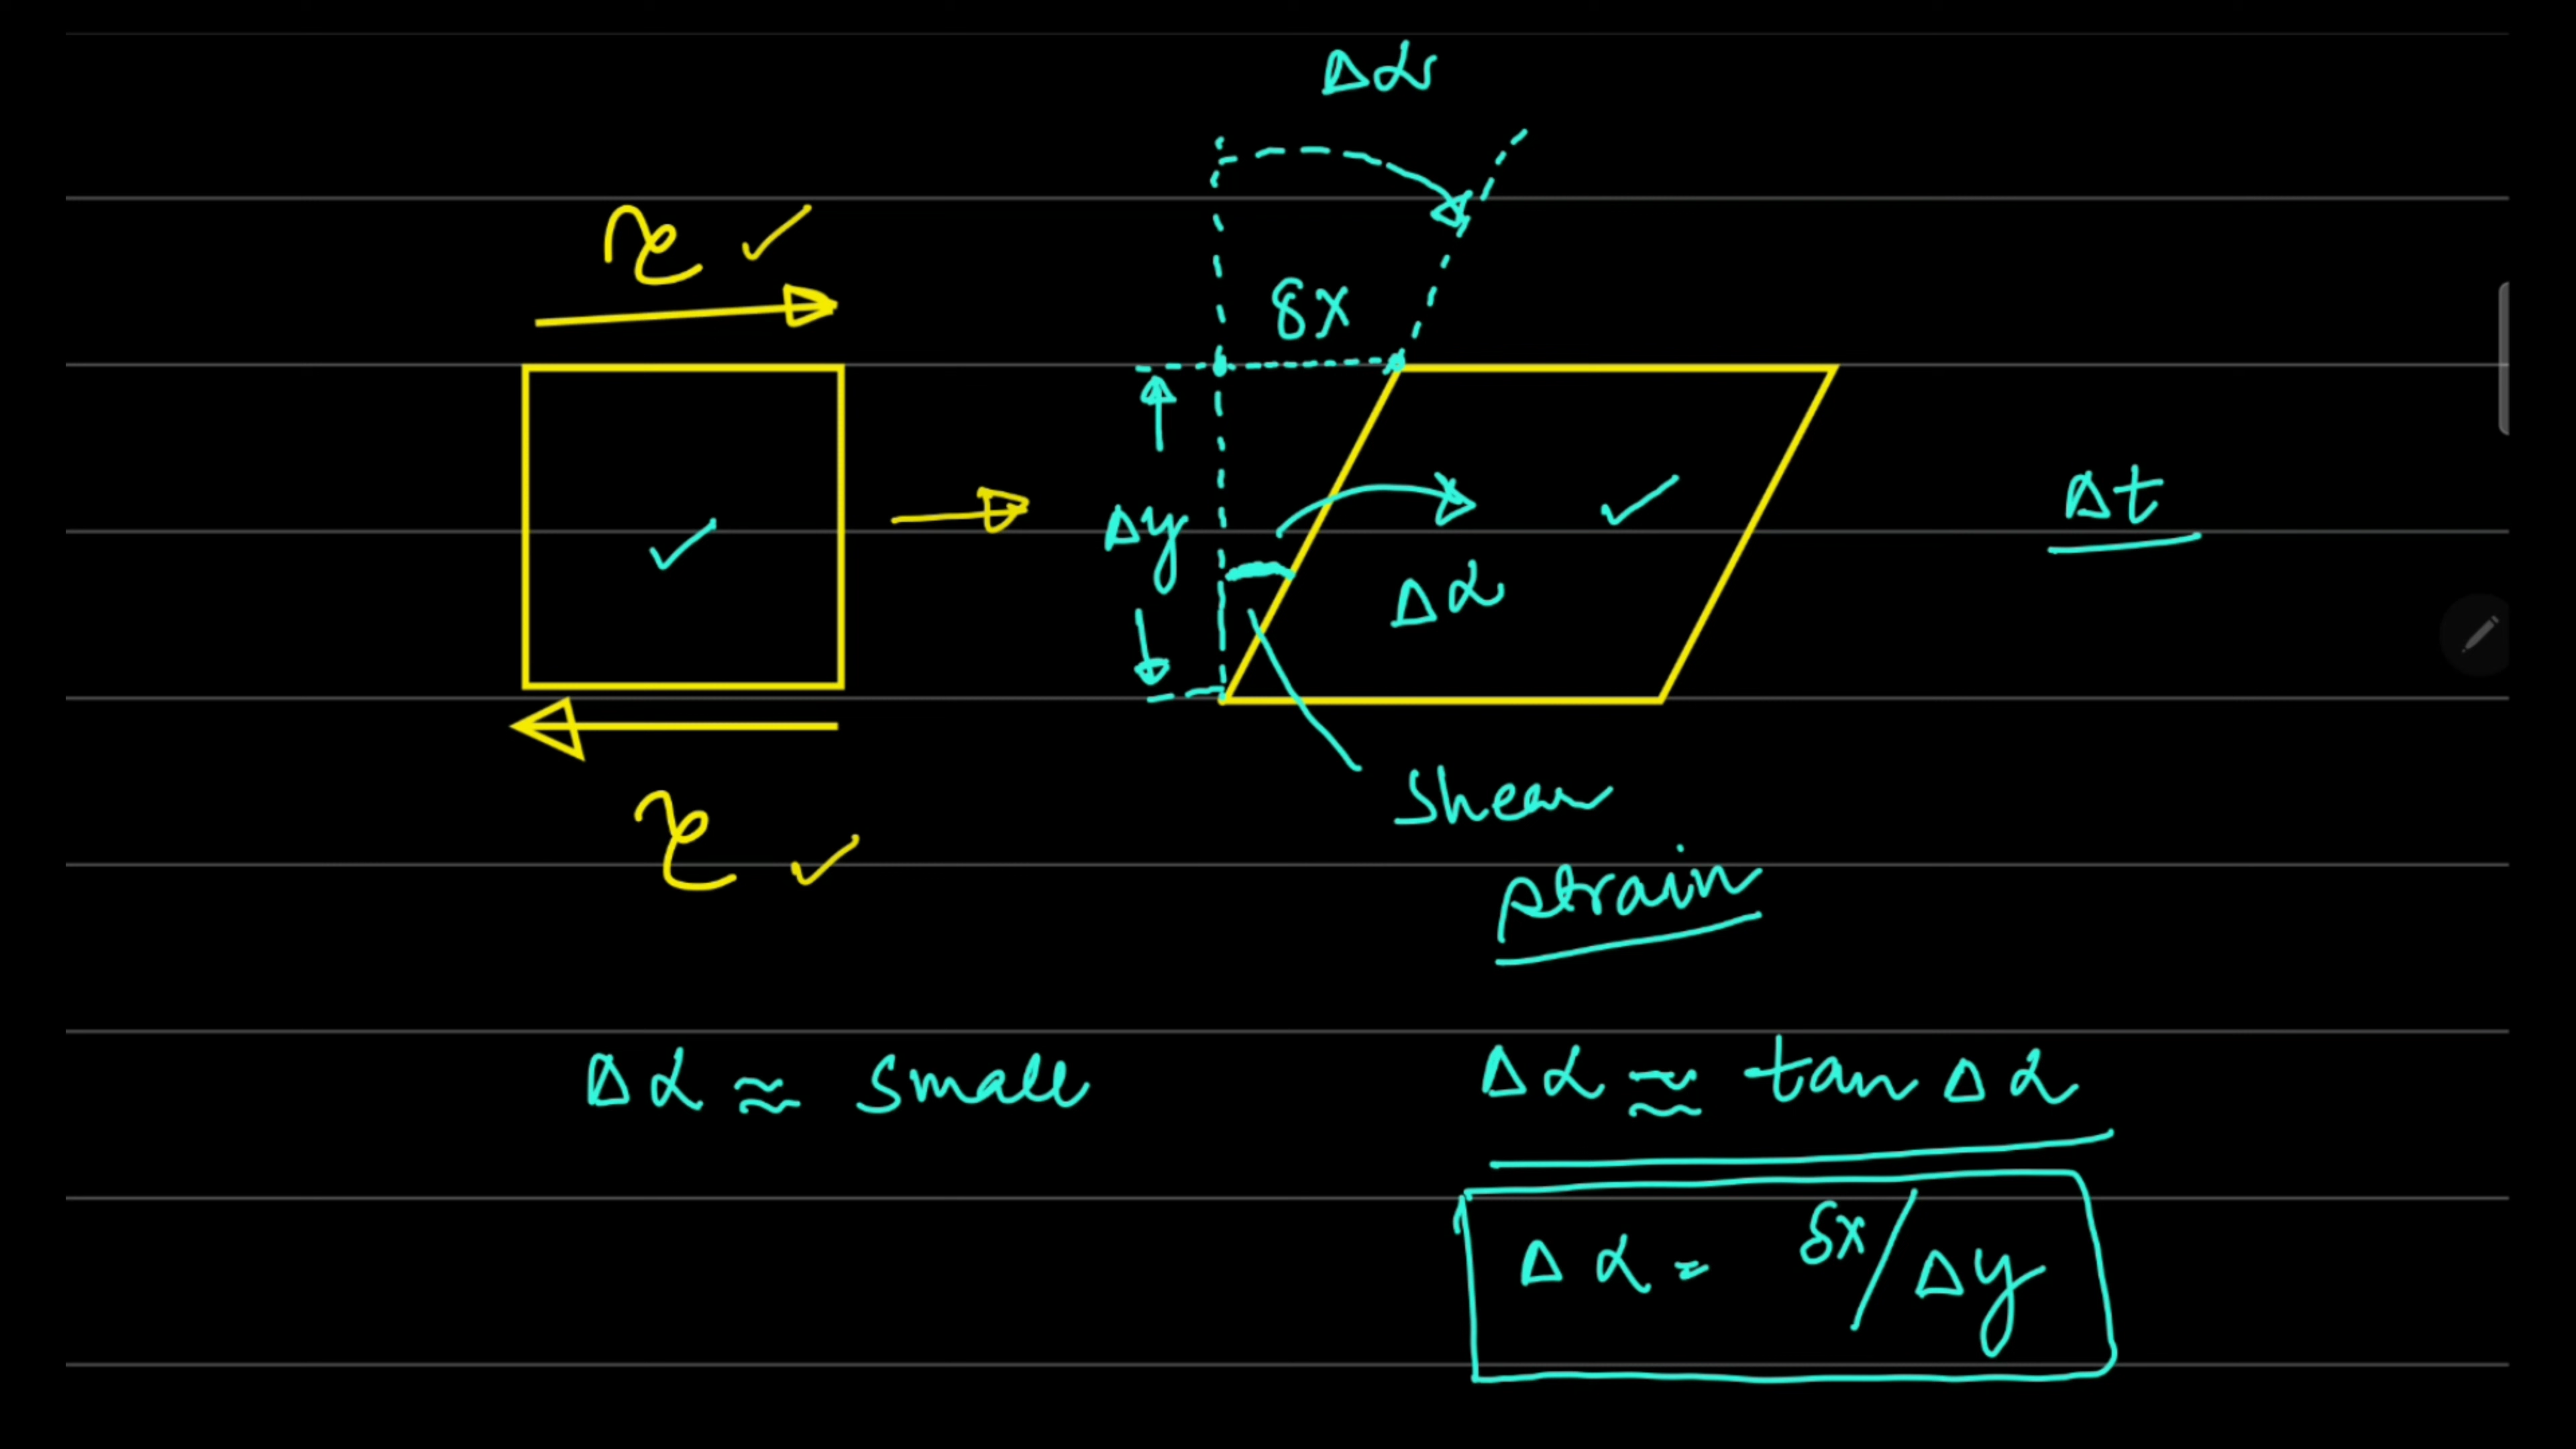 Δα
τ
δx
Δy
Δt
Δα
τ
Shear
strain
Δα ≈ small
Δα ≈ tan Δα
Δα = δx/Δy